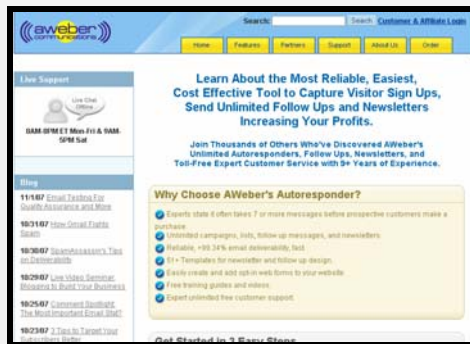 aweber
communications
Search:
Search
Customer & Affiliate Login
Home
Features
Partners
Support
About Us
Order
Live Support
Live Chat
Offline
8AM-8PM ET Mon-Fri & 9AM-
5PM Sat
Blog
11/1/07 Email Testing For
Quality Assurance and More
10/31/07 How Gmail Fights
Spam
10/30/07 SpamAssassin's Tips
on Deliverability
10/29/07 Live Video Seminar:
Blogging to Build Your Business
10/25/07 Comment Spotlight:
The Most Important Email Stat?
10/23/07 3 Tips to Target Your
Subscribers Better
Learn About the Most Reliable, Easiest,
Cost Effective Tool to Capture Visitor Sign Ups,
Send Unlimited Follow Ups and Newsletters
Increasing Your Profits.
Join Thousands of Others Who've Discovered AWeber's
Unlimited Autoresponders, Follow Ups, Newsletters, and
Toll-Free Expert Customer Service with 9+ Years of Experience.
Why Choose AWeber's Autoresponder?
Experts state it often takes 7 or more messages before prospective customers make a
purchase.
Unlimited campaigns, lists, follow up messages, and newsletters.
Reliable, +99.34% email deliverability, fast.
51+ Templates for newsletter and follow up design.
Easily create and add opt-in web forms to your website.
Free training guides and videos.
Expert unlimited free customer support.
Get Started in 3 Easy Steps